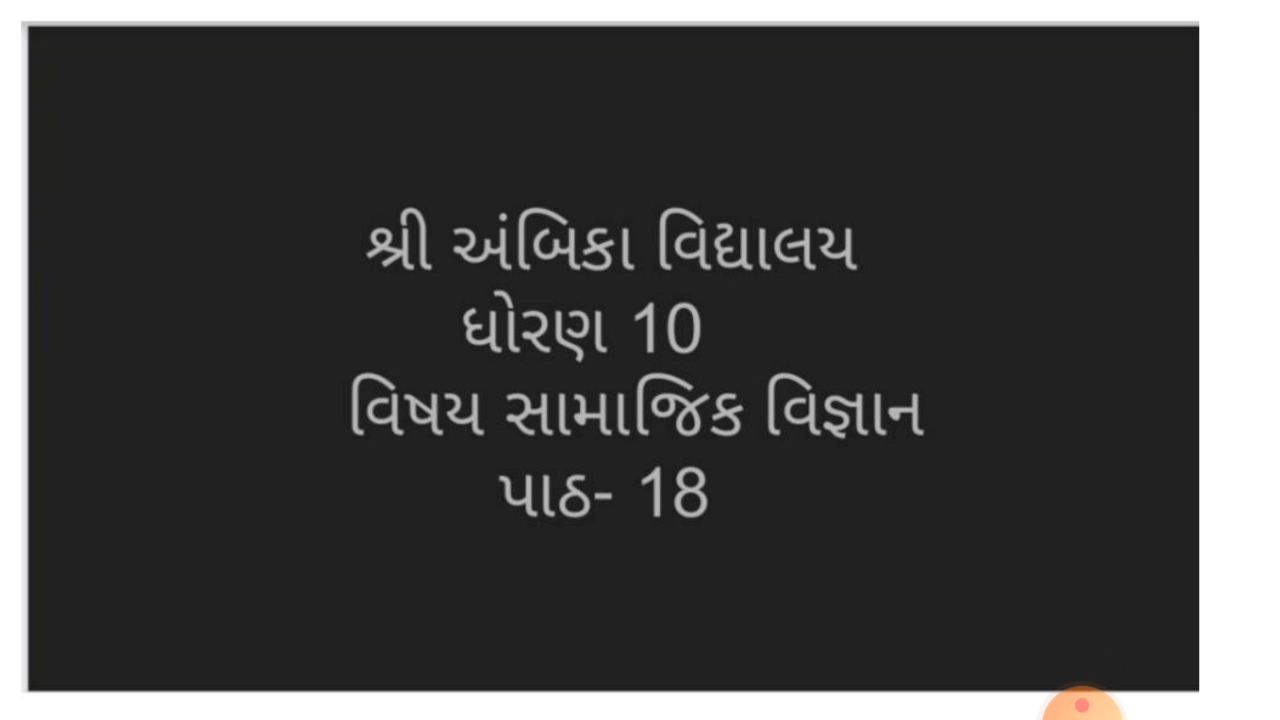 શ્રી અંબિકા વિદ્યાલય
ધોરણ 10
વિષય સામાજિક વિજ્ઞાન
પાઠ- 18